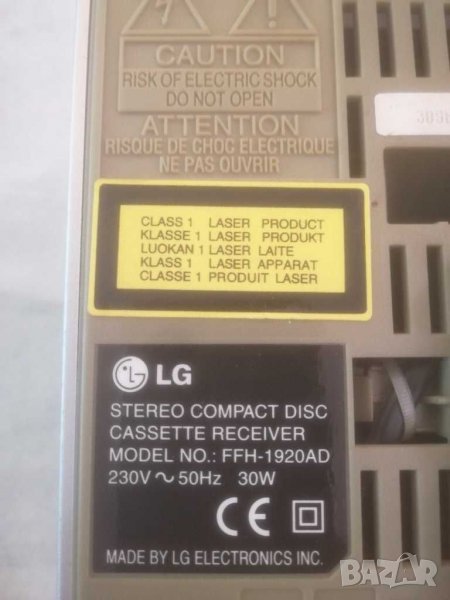 CAUTION
RISK OF ELECTRIC SHOCK
DO NOT OPEN
ATTENTION
RISQUE DE CHOC ELECTRIQUE
NE PAS OUVRIR
CLASS 1 LASER PRODUCT
KLASSE 1 LASER PRODUKT
LUOKAN 1 LASER LAITE
KLASS 1 LASER APPARAT
CLASSE 1 PRODUIT LASER
LG
STEREO COMPACT DISC
CASSETTE RECEIVER
MODEL NO.: FFH-1920AD
230V ~ 50Hz 30W
CE
MADE BY LG ELECTRONICS INC.
BAZAR